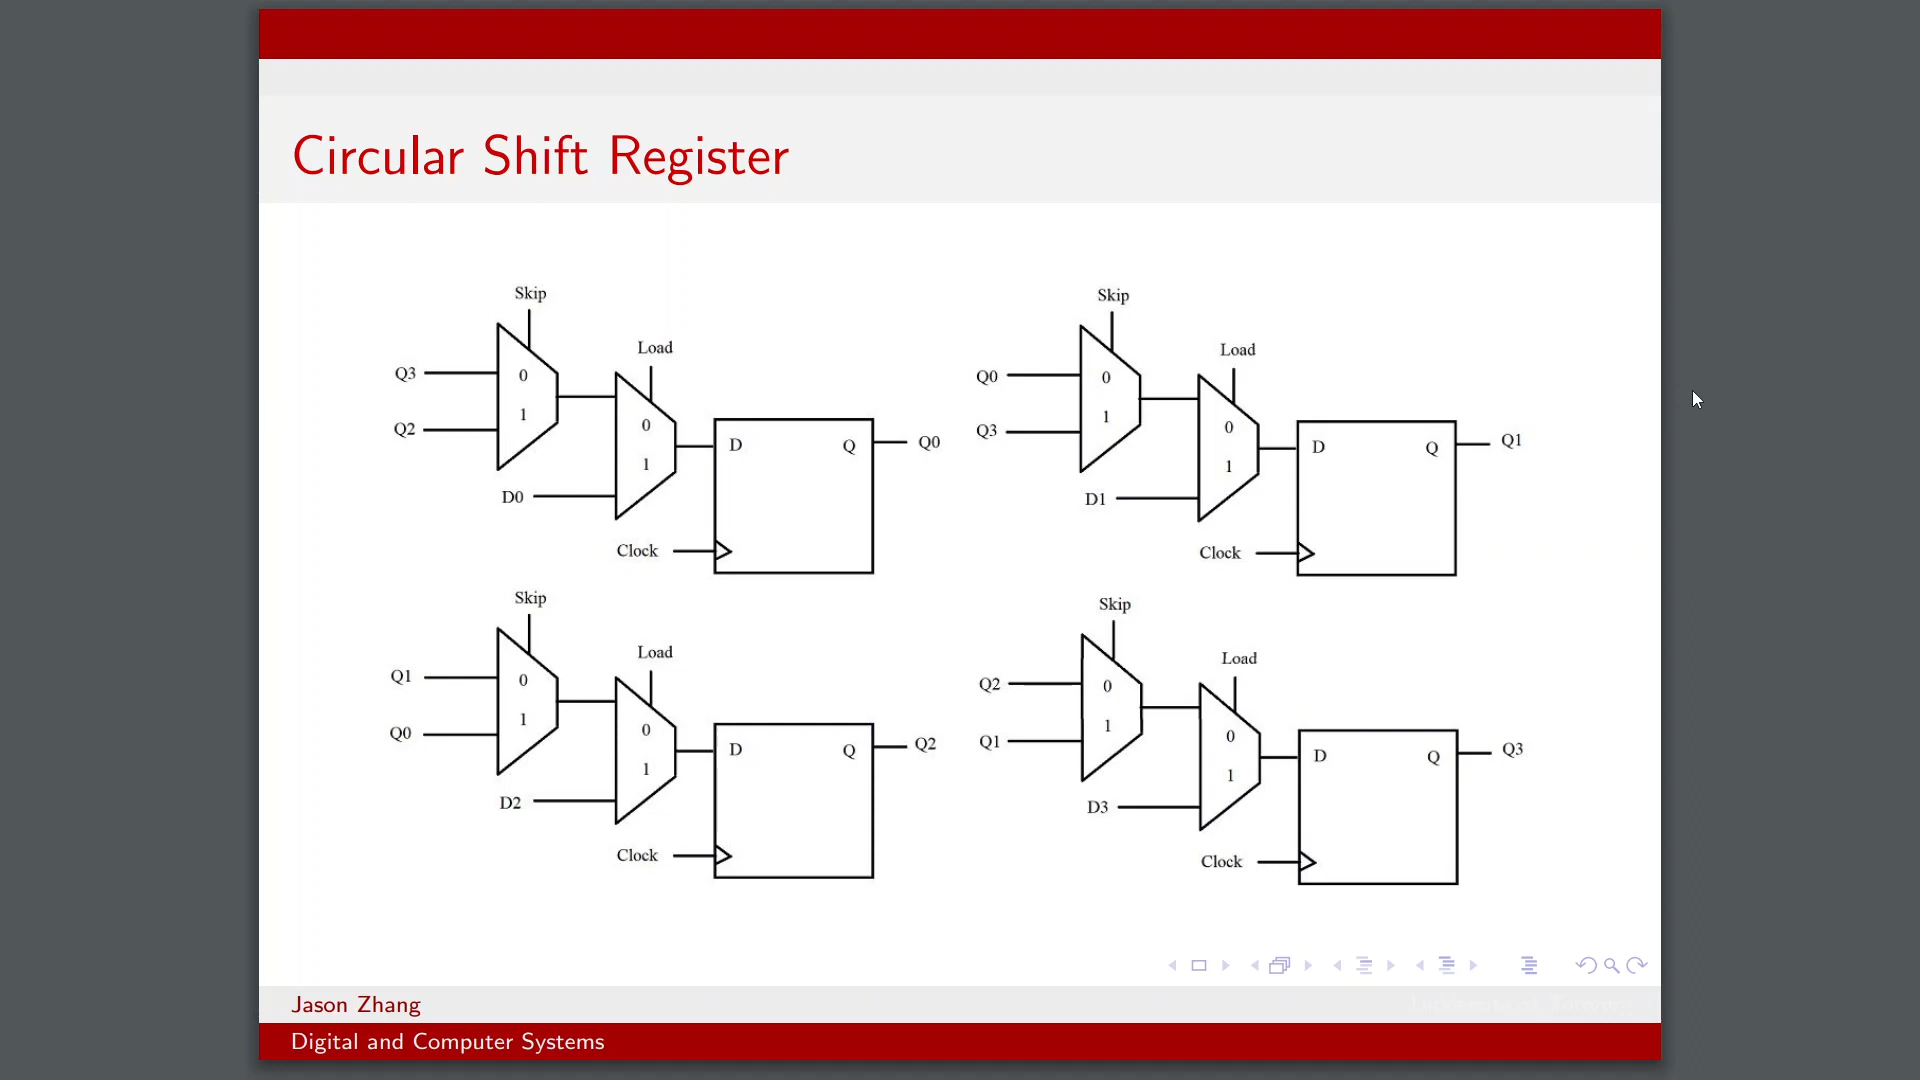 Circular Shift Register
Skip
Load
Q3
0
Q2
1
0
1
D0
D
Q
Q0
Clock
Skip
Load
Q0
0
Q3
1
0
1
D1
D
Q
Q1
Clock
Skip
Load
Q1
0
Q0
1
0
1
D2
D
Q
Q2
Clock
Skip
Load
Q2
0
Q1
1
0
1
D3
D
Q
Q3
Clock
Jason Zhang
Digital and Computer Systems